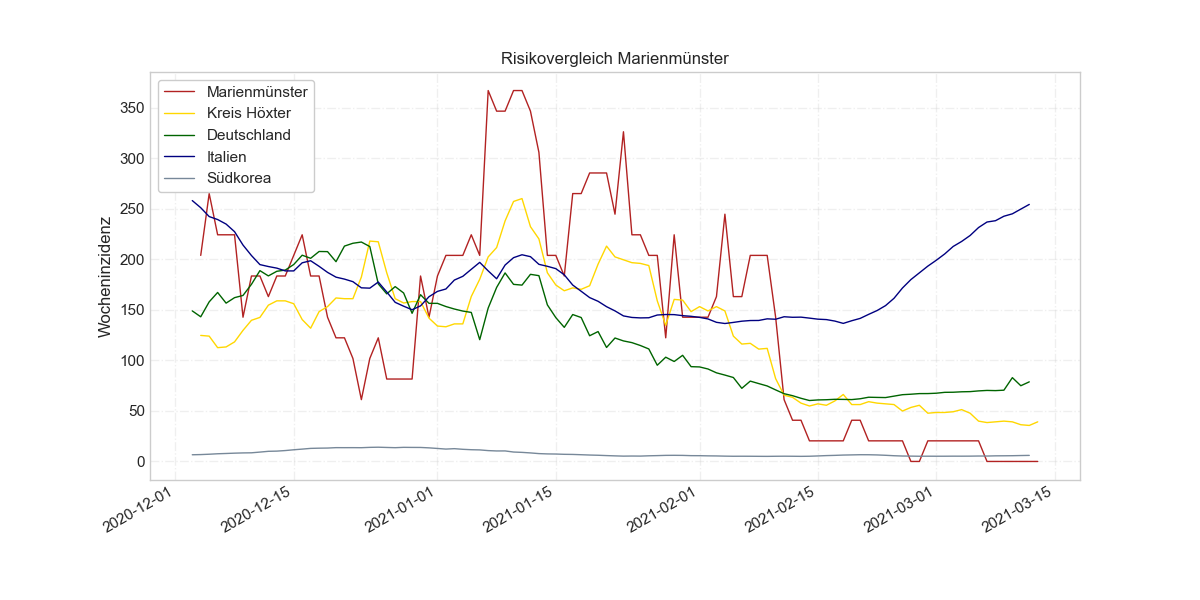 Risikovergleich Marienmünster
Marienmünster
Kreis Höxter
Deutschland
Italien
Südkorea
Wocheninzidenz
350
300
250
200
150
100
50
0
2020-12-01
2020-12-15
2021-01-01
2021-01-15
2021-02-01
2021-02-15
2021-03-01
2021-03-15